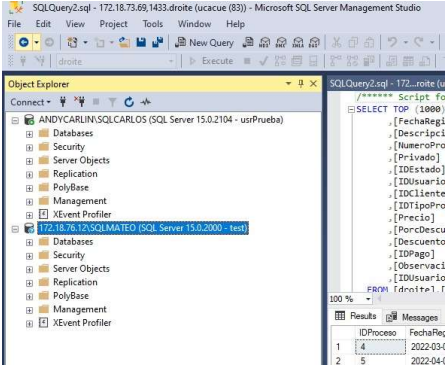 SQLQuery2.sql - 172.18.73.69,1433.droite (ucacue (83)) - Microsoft SQL Server Management Studio
File Edit View Project Tools Window Help
New Query
droite Execute
Object Explorer
Connect
ANDYCARLIN\SQLCARLOS (SQL Server 15.0.2104 - usrPrueba)
Databases
Security
Server Objects
Replication
PolyBase
Management
XEvent Profiler
172.18.76.12\SQLMATEO (SQL Server 15.0.2000 - test)
Databases
Security
Server Objects
Replication
PolyBase
Management
XEvent Profiler
SQLQuery2.sql - 172...roite (u
/****** Script fo
SELECT TOP (1000)
,[FechaRegi
,[Descripci
,[NumeroPro
,[Privado]
,[IDEstado]
,[IDUsuario
,[IDCliente
,[IDTipoPro
,[Precio]
,[PorcDescu
,[Descuento
,[IDPago]
,[Observaci
,[IDUsuario
FROM [droite].[
100 %
Results Messages
IDProceso FechaReg
1 4 2022-03-0
2 5 2022-04-0